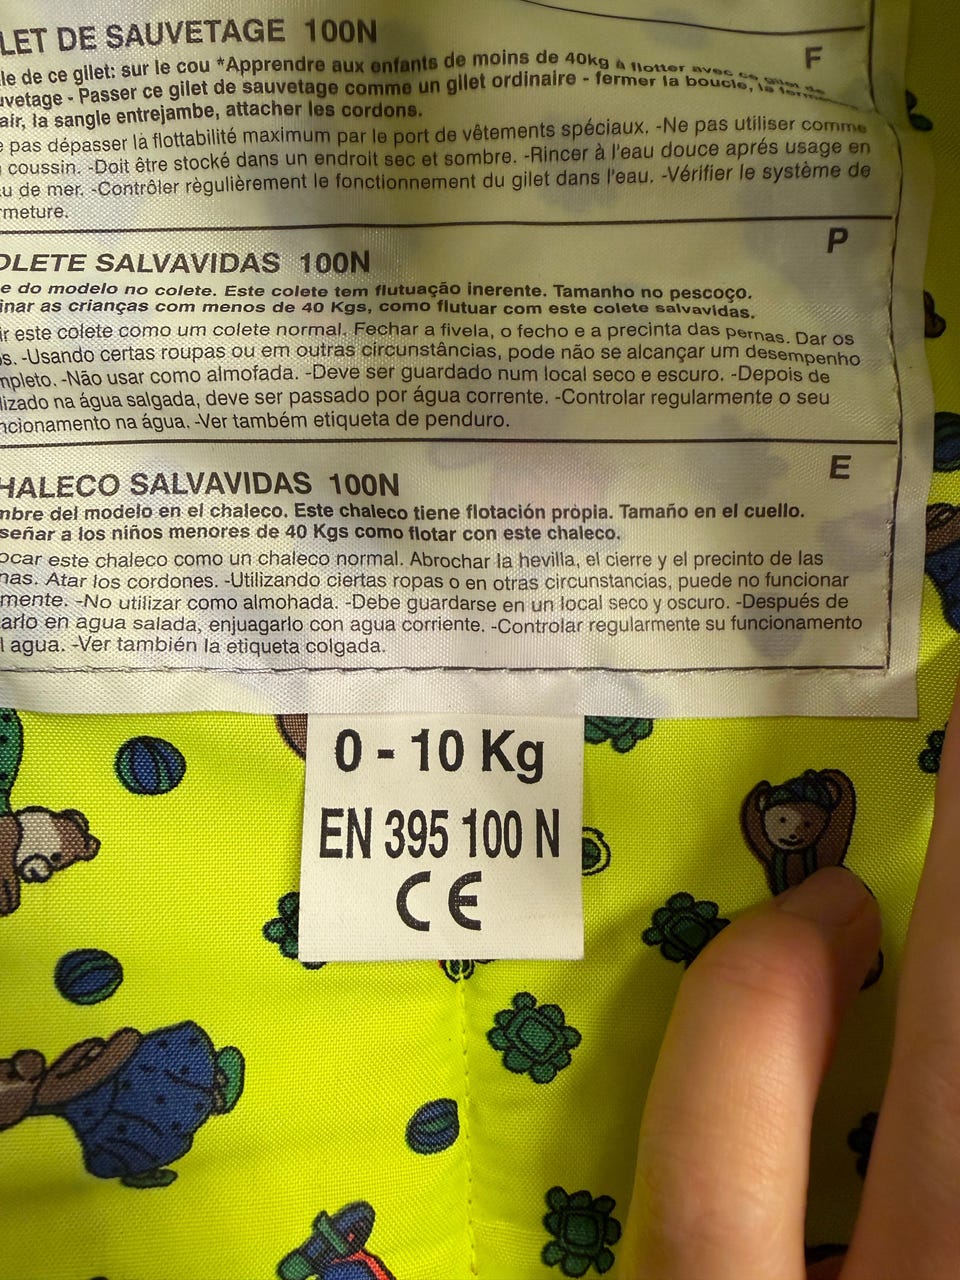 LET DE SAUVETAGE 100N
F
le de ce gilet: sur le cou *Apprendre aux enfants de moins de 40kg à flotter avec ce gilet de
uvetage - Passer ce gilet de sauvetage comme un gilet ordinaire - fermer la boucle, la fermeture
air, la sangle entrejambe, attacher les cordons.
e pas dépasser là flottabilité maximum par le port de vêtements spéciaux. -Ne pas utiliser comme
coussin. -Doit être stocké dans un endroit sec et sombre. -Rincer à l'eau douce aprés usage en
u de mer. -Contrôler règulièrement le fonctionnement du gilet dans l'eau. -Vérifier le système de
rmeture.
P
OLETE SALVAVIDAS 100N
e do modelo no colete. Este colete tem flutuação inerente. Tamanho no pescoço.
inar as crianças com menos de 40 Kgs, como flutuar com este colete salvavidas.
ir este colete como um colete normal. Fechar a fivela, o fecho e a precinta das pernas. Dar os
s. -Usando certas roupas ou em outras circunstâncias, pode não se alcançar um desempenho
mpleto. -Não usar como almofada. -Deve ser guardado num local seco e escuro. -Depois de
lizado na água salgada, deve ser passado por água corrente. -Controlar regularmente o seu
ncionamento na água. -Ver também etiqueta de penduro.
E
HALECO SALVAVIDAS 100N
mbre del modelo en el chaleco. Este chaleco tiene flotación pròpia. Tamaño en el cuello.
señar a los niños menores de 40 Kgs como flotar con este chaleco.
ocar este chaleco como un chaleco normal. Abrochar la hevilla, el cierre y el precinto de las
nas. Atar los cordones. -Utilizando ciertas ropas o en otras circunstancias, puede no funcionar
mente. -No utilizar como almohada. -Debe guardarse en un local seco y oscuro. -Después de
arlo en agua salada, enjuagarlo con agua corriente. -Controlar regularmente su funcionamento
l agua. -Ver también la etiqueta colgada.
0 - 10 Kg
EN 395 100 N
CE